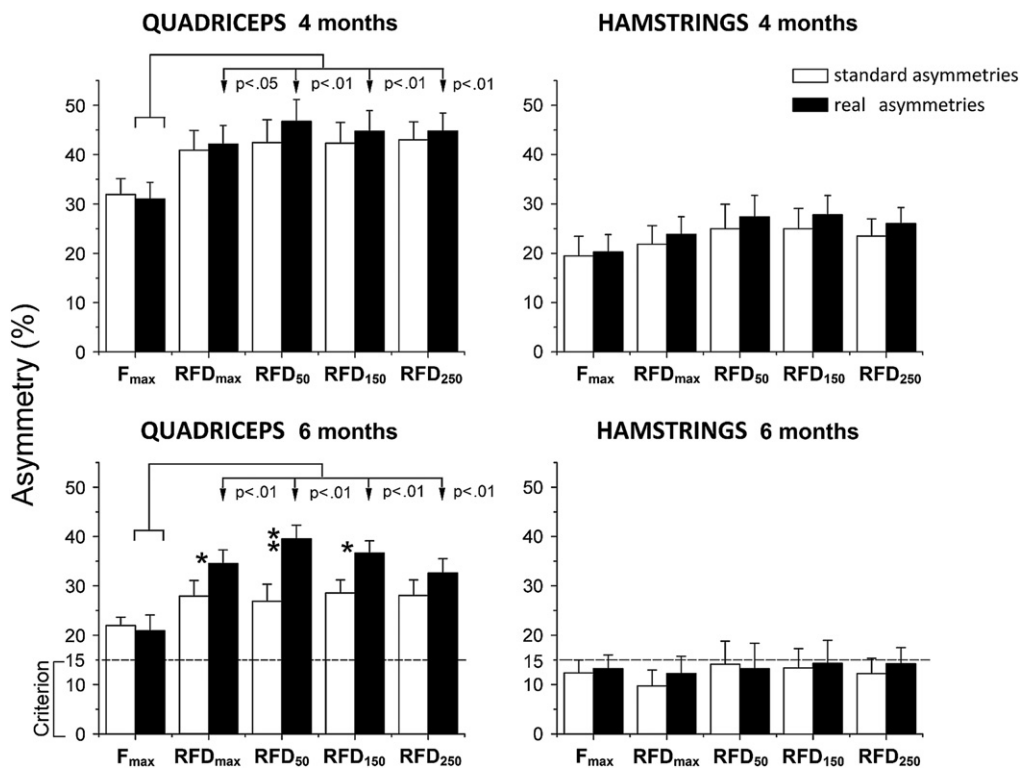 QUADRICEPS 4 months
HAMSTRINGS 4 months
standard asymmetries
real asymmetries
p<.05 p<.01 p<.01 p<.01
50
40
30
20
10
0
Fmax RFDmax RFD50 RFD150 RFD250
50
40
30
20
10
0
Fmax RFDmax RFD50 RFD150 RFD250
Asymmetry (%)
QUADRICEPS 6 months
HAMSTRINGS 6 months
p<.01 p<.01 p<.01 p<.01
50
40
30
20
15
10
0
* ** *
Criterion
Fmax RFDmax RFD50 RFD150 RFD250
50
40
30
20
15
10
0
Fmax RFDmax RFD50 RFD150 RFD250